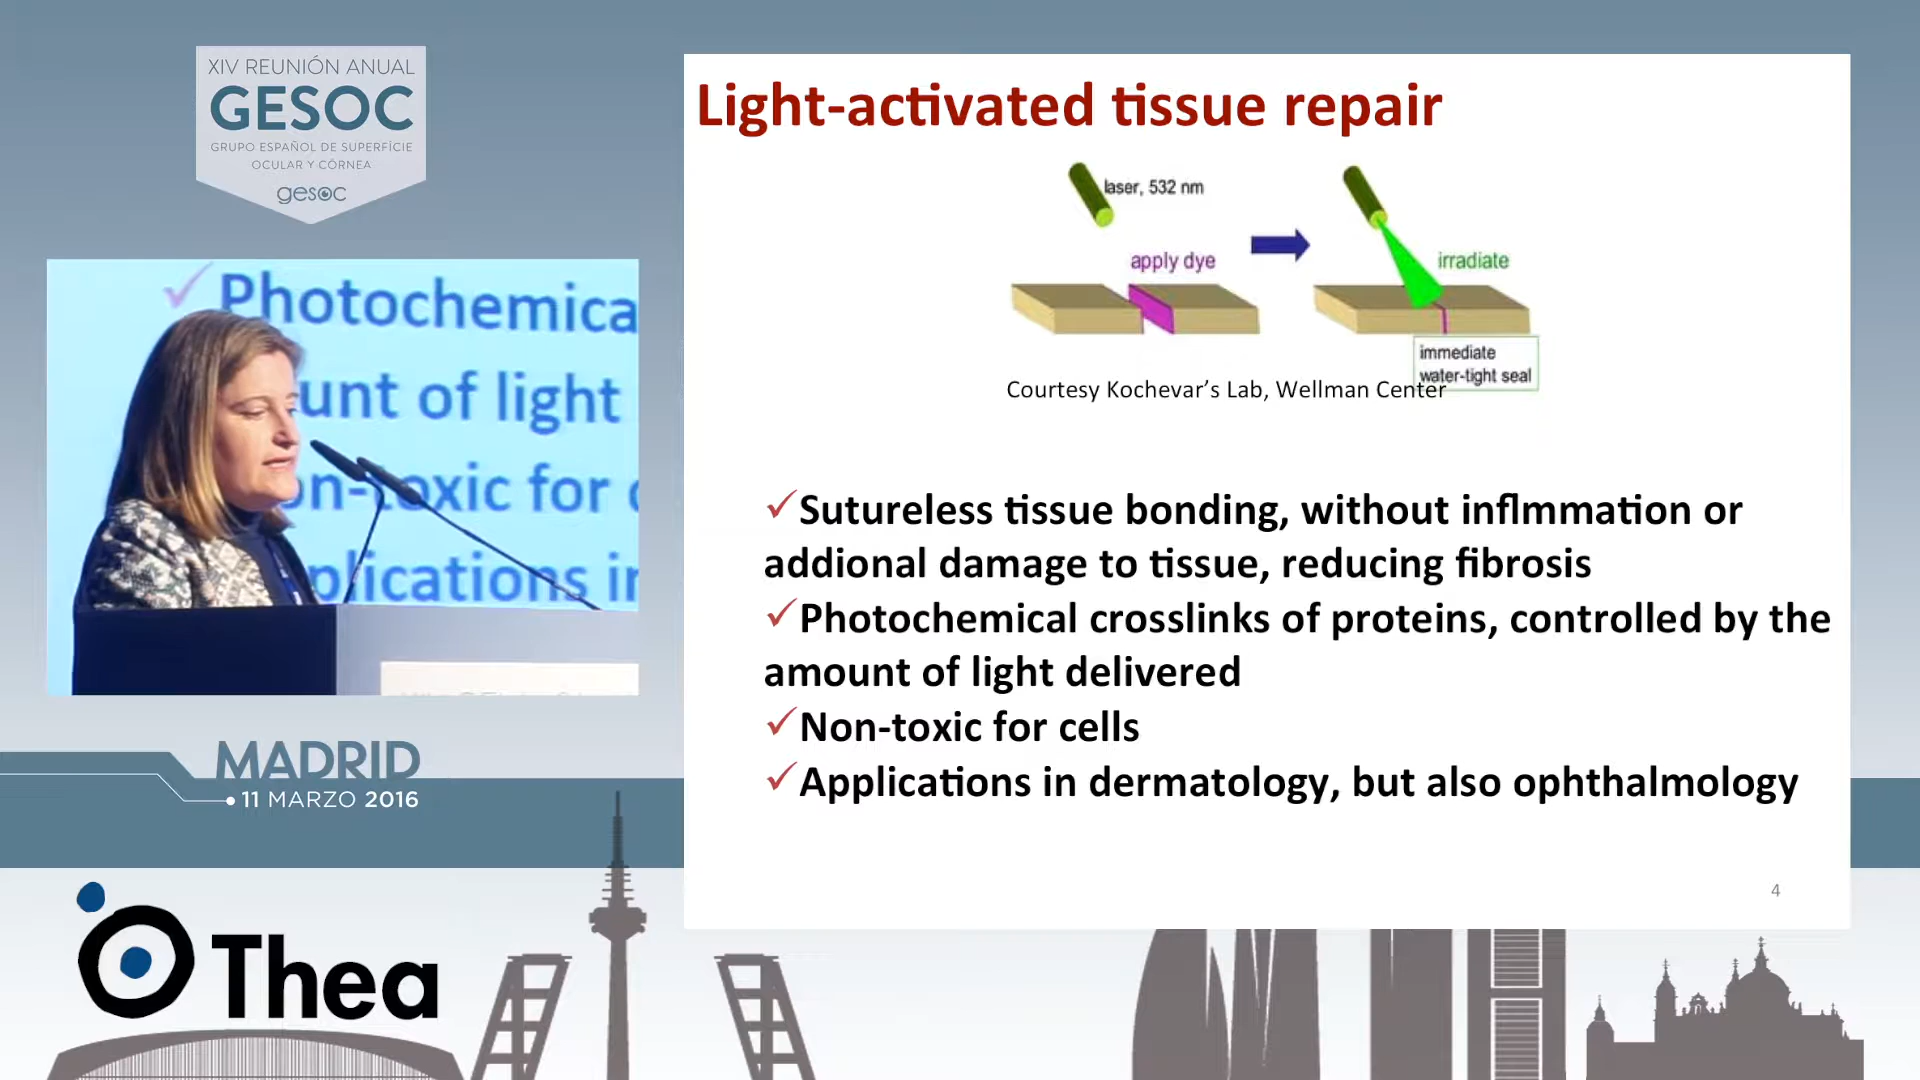 XIV REUNIÓN ANUAL
GESOC
GRUPO ESPAÑOL DE SUPERFÍCIE
OCULAR Y CÓRNEA
gesoc
Photochemica
unt of light
on-toxic for
plications in
MADRID
11 MARZO 2016
Thea
Light-activated tissue repair
laser, 532 nm
apply dye
irradiate
immediate
water-tight seal
Courtesy Kochevar's Lab, Wellman Center
✓Sutureless tissue bonding, without inflmmation or
addional damage to tissue, reducing fibrosis
✓Photochemical crosslinks of proteins, controlled by the
amount of light delivered
✓Non-toxic for cells
✓Applications in dermatology, but also ophthalmology
4